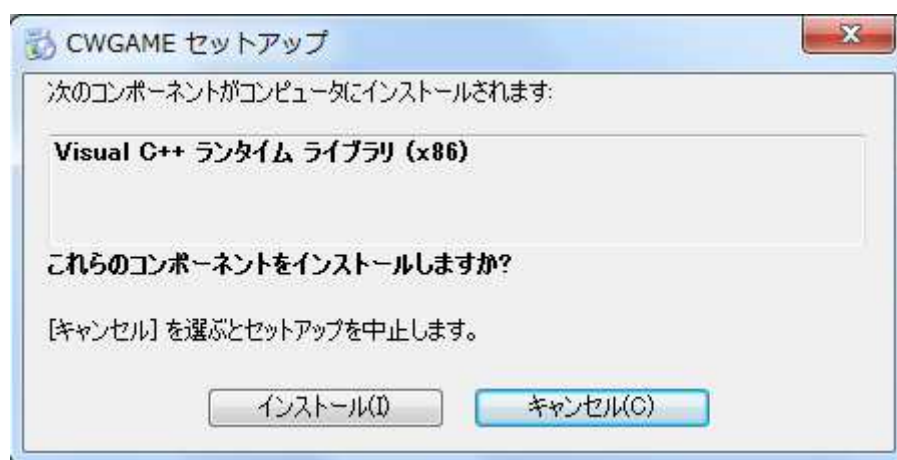 CWGAME セットアップ
次のコンポーネントがコンピュータにインストールされます:
Visual C++ ランタイム ライブラリ (x86)
これらのコンポーネントをインストールしますか?
[キャンセル] を選ぶとセットアップを中止します。
インストール(I) キャンセル(C)